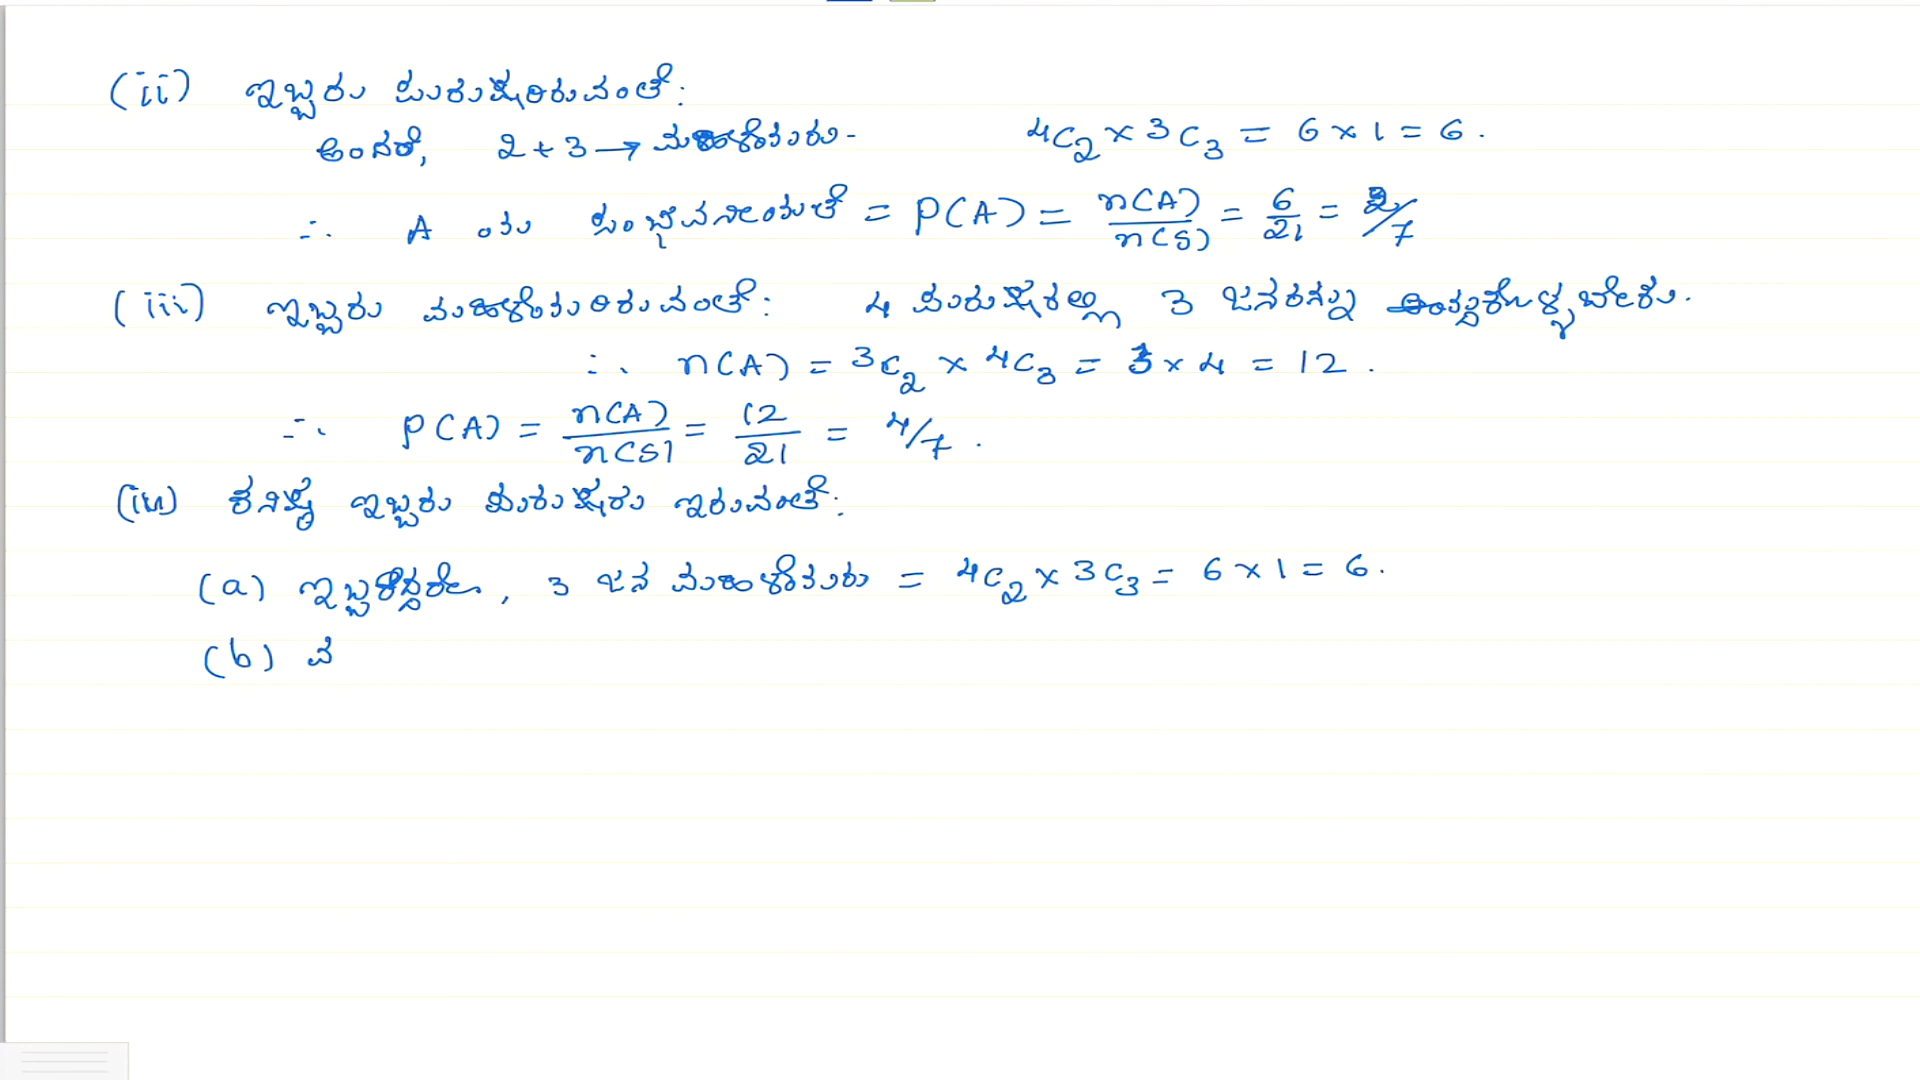 (ii) ಇಬ್ಬರು ಪುರುಷರಿರುವಂತೆ:
ಅಂದರೆ, 2 + 3 → ಮಹಿಳೆಯರು - 4C₂ × 3C₃ = 6 × 1 = 6.
∴ A ಯ ಸಂಭವನೀಯತೆ = P(A) = n(A)/n(S) = 6/21 = 2/7
(iii) ಇಬ್ಬರು ಮಹಿಳೆಯರಿರುವಂತೆ: 4 ಪುರುಷರಲ್ಲಿ 3 ಜನರನ್ನು ಆಯ್ದುಕೊಳ್ಳಬೇಕು.
∴ n(A) = 3C₂ × 4C₃ = 3 × 4 = 12.
∴ P(A) = n(A)/n(S) = 12/21 = 4/7.
(iv) ಕನಿಷ್ಠ ಇಬ್ಬರು ಪುರುಷರು ಇರುವಂತೆ:
(a) ಇಬ್ಬರಿದ್ದರೆ, 3 ಜನ ಮಹಿಳೆಯರು = 4C₂ × 3C₃ = 6 × 1 = 6.
(b)